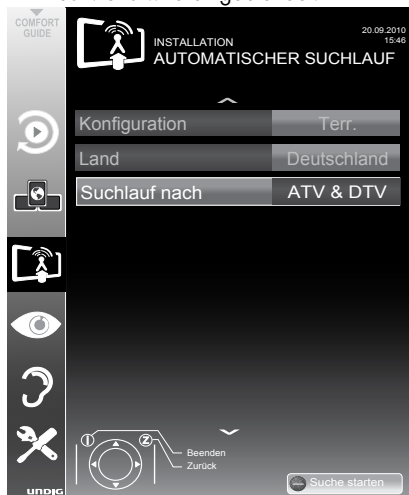 COMFORT
GUIDE
INSTALLATION
AUTOMATISCHER SUCHLAUF
20.09.2010
15:46
Konfiguration
Terr.
Land
Deutschland
Suchlauf nach
ATV & DTV
Beenden
Zurück
Suche starten